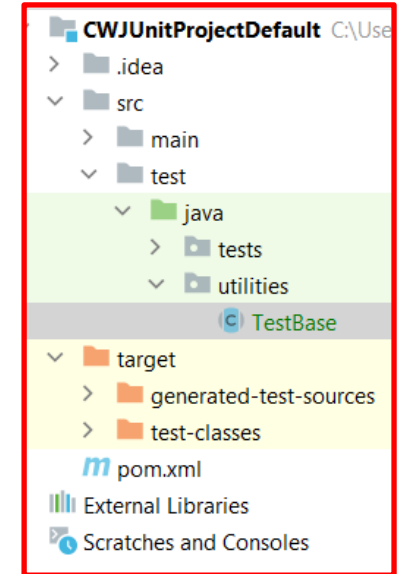 CWJUnitProjectDefault C:\Use
.idea
src
main
test
java
tests
utilities
C TestBase
target
generated-test-sources
test-classes
m pom.xml
External Libraries
Scratches and Consoles